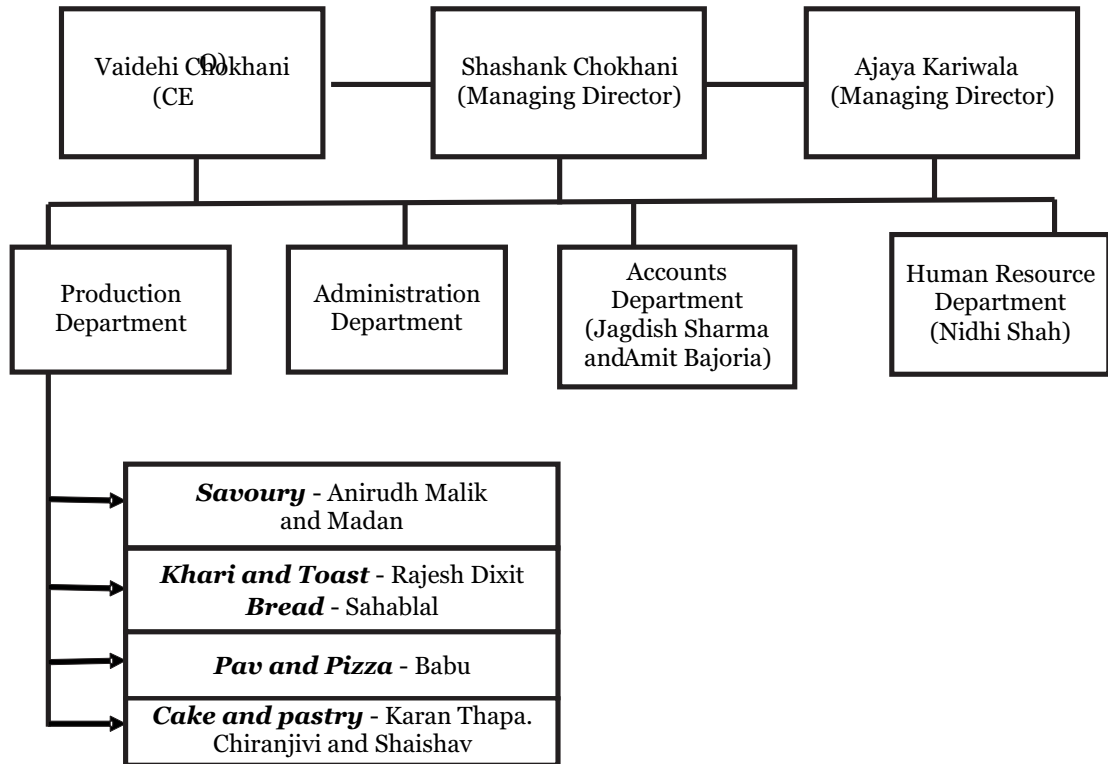 Vaidehi Chokhani
(CEO)
Shashank Chokhani
(Managing Director)
Ajaya Kariwala
(Managing Director)
Production
Department
Administration
Department
Accounts
Department
(Jagdish Sharma
andAmit Bajoria)
Human Resource
Department
(Nidhi Shah)
Savoury - Anirudh Malik
and Madan
Khari and Toast - Rajesh Dixit
Bread - Sahablal
Pav and Pizza - Babu
Cake and pastry - Karan Thapa.
Chiranjivi and Shaishav